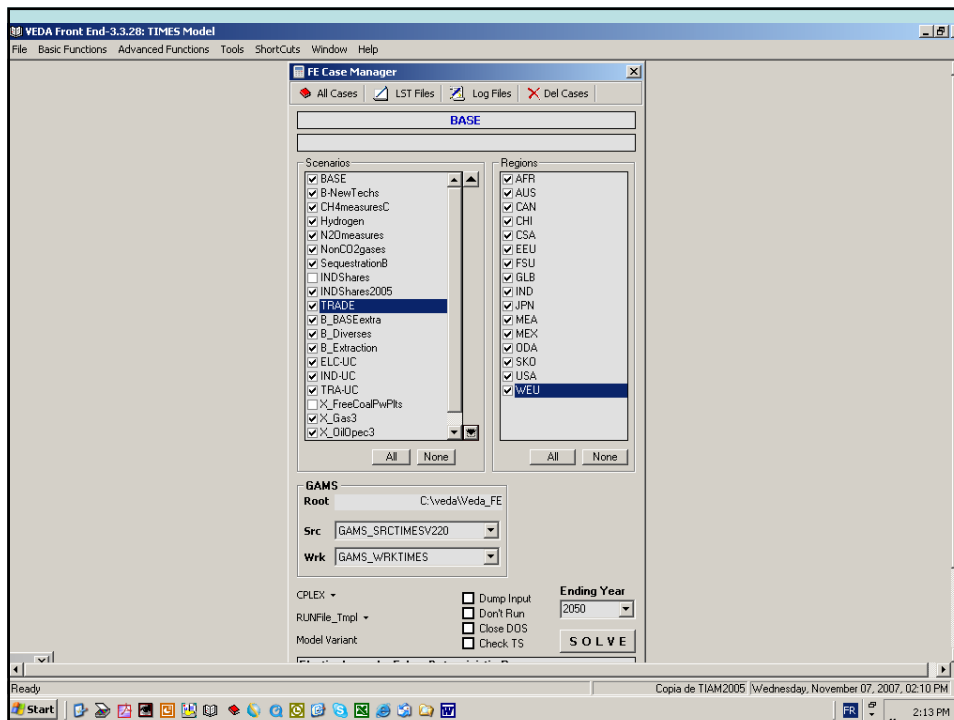 VEDA Front End-3.3.28: TIMES Model
File Basic Functions Advanced Functions Tools ShortCuts Window Help
FE Case Manager
All Cases LST Files Log Files Del Cases
BASE
Scenarios
BASE
B-NewTechs
CH4measuresC
Hydrogen
N2Omeasures
NonCO2gases
SequestrationB
INDShares
INDShares2005
TRADE
B_BASEextra
B_Diverses
B_Extraction
ELC-UC
IND-UC
TRA-UC
X_FreeCoalPwPlts
X_Gas3
X_OilOpec3
All None
Regions
AFR
AUS
CAN
CHI
CSA
EEU
FSU
GLB
IND
JPN
MEA
MEX
ODA
SKO
USA
WEU
All None
GAMS
Root C:\veda\Veda_FE
Src GAMS_SRCTIMESV220
Wrk GAMS_WRKTIMES
CPLEX
RUNFile_Tmpl
Model Variant
Dump Input
Don't Run
Close DOS
Check TS
Ending Year
2050
SOLVE
Ready Copia de TIAM2005 Wednesday, November 07, 2007, 02:10 PM
Start FR 2:13 PM